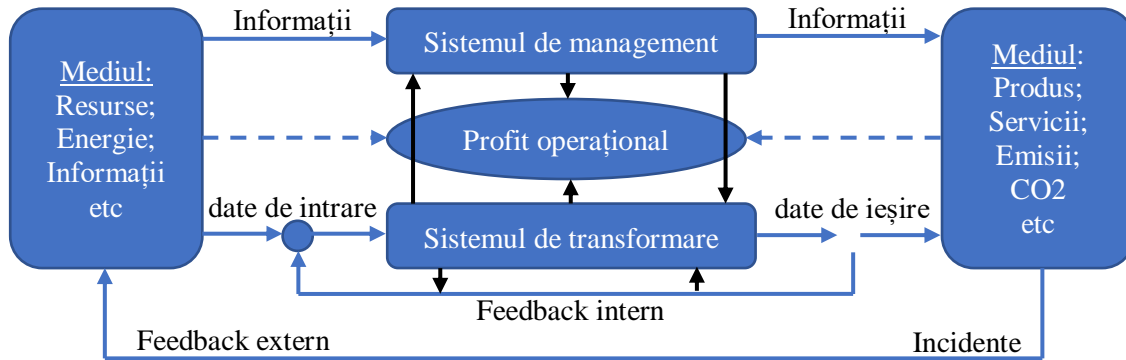 Informații
Sistemul de management
Informații
Mediul:
Resurse;
Energie;
Informații
etc
Profit operațional
Mediul:
Produs;
Servicii;
Emisii;
CO2
etc
date de intrare
Sistemul de transformare
date de ieșire
Feedback intern
Feedback extern
Incidente